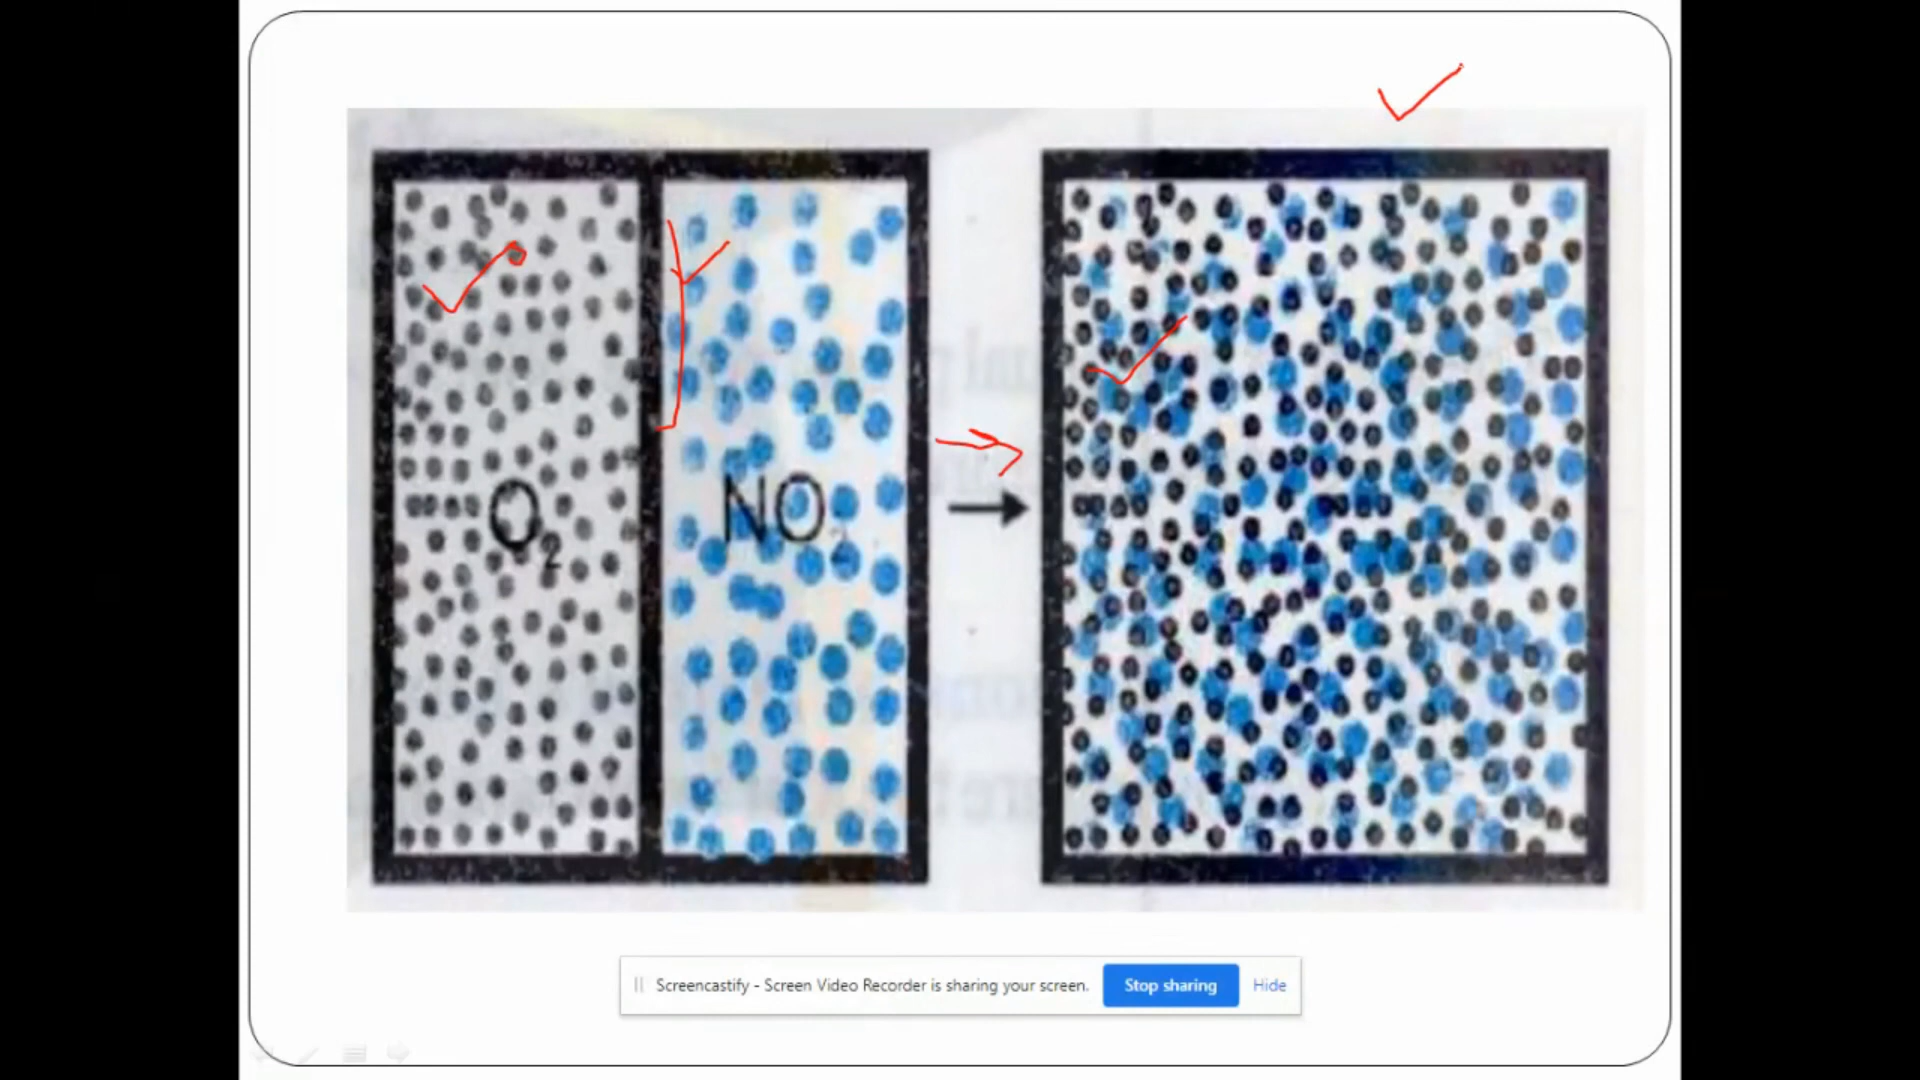 O₂
NO₂
Screencastify - Screen Video Recorder is sharing your screen.
Stop sharing
Hide